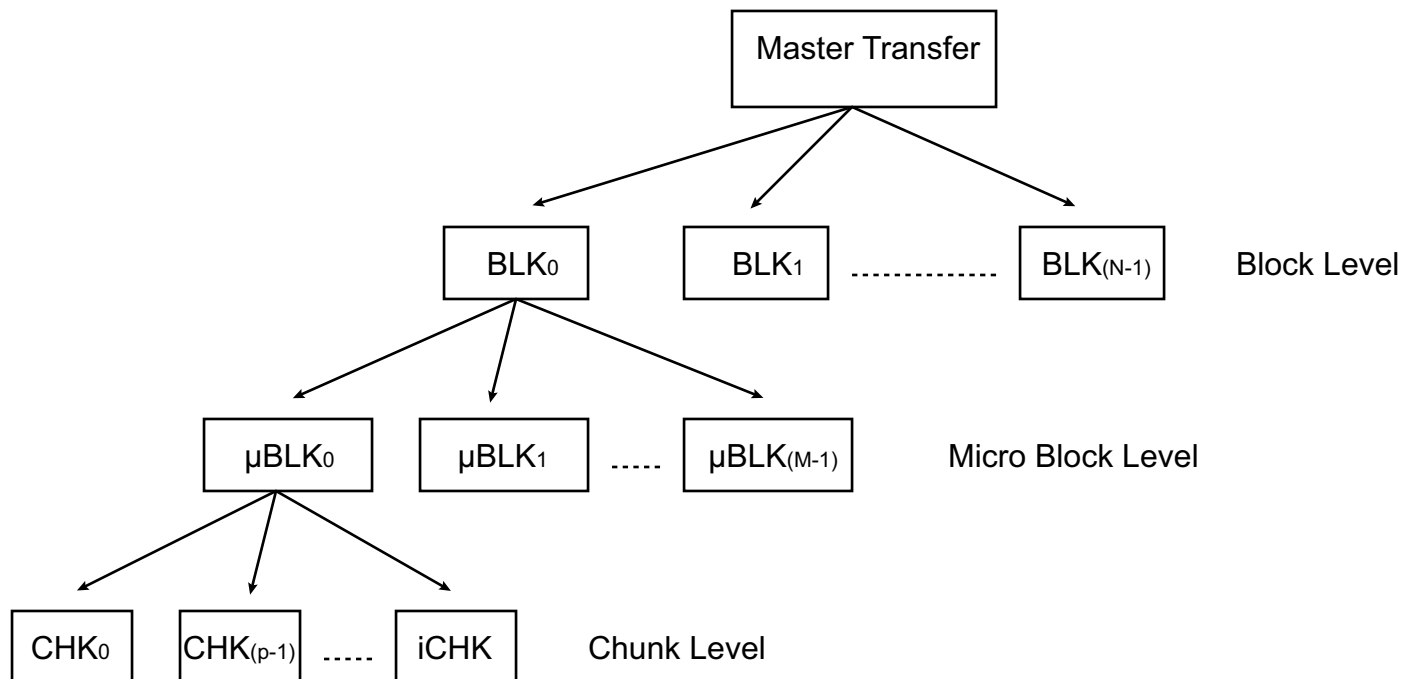 Master Transfer
BLK0 BLK1 BLK(N-1) Block Level
µBLK0 µBLK1 µBLK(M-1) Micro Block Level
CHK0 CHK(p-1) iCHK Chunk Level